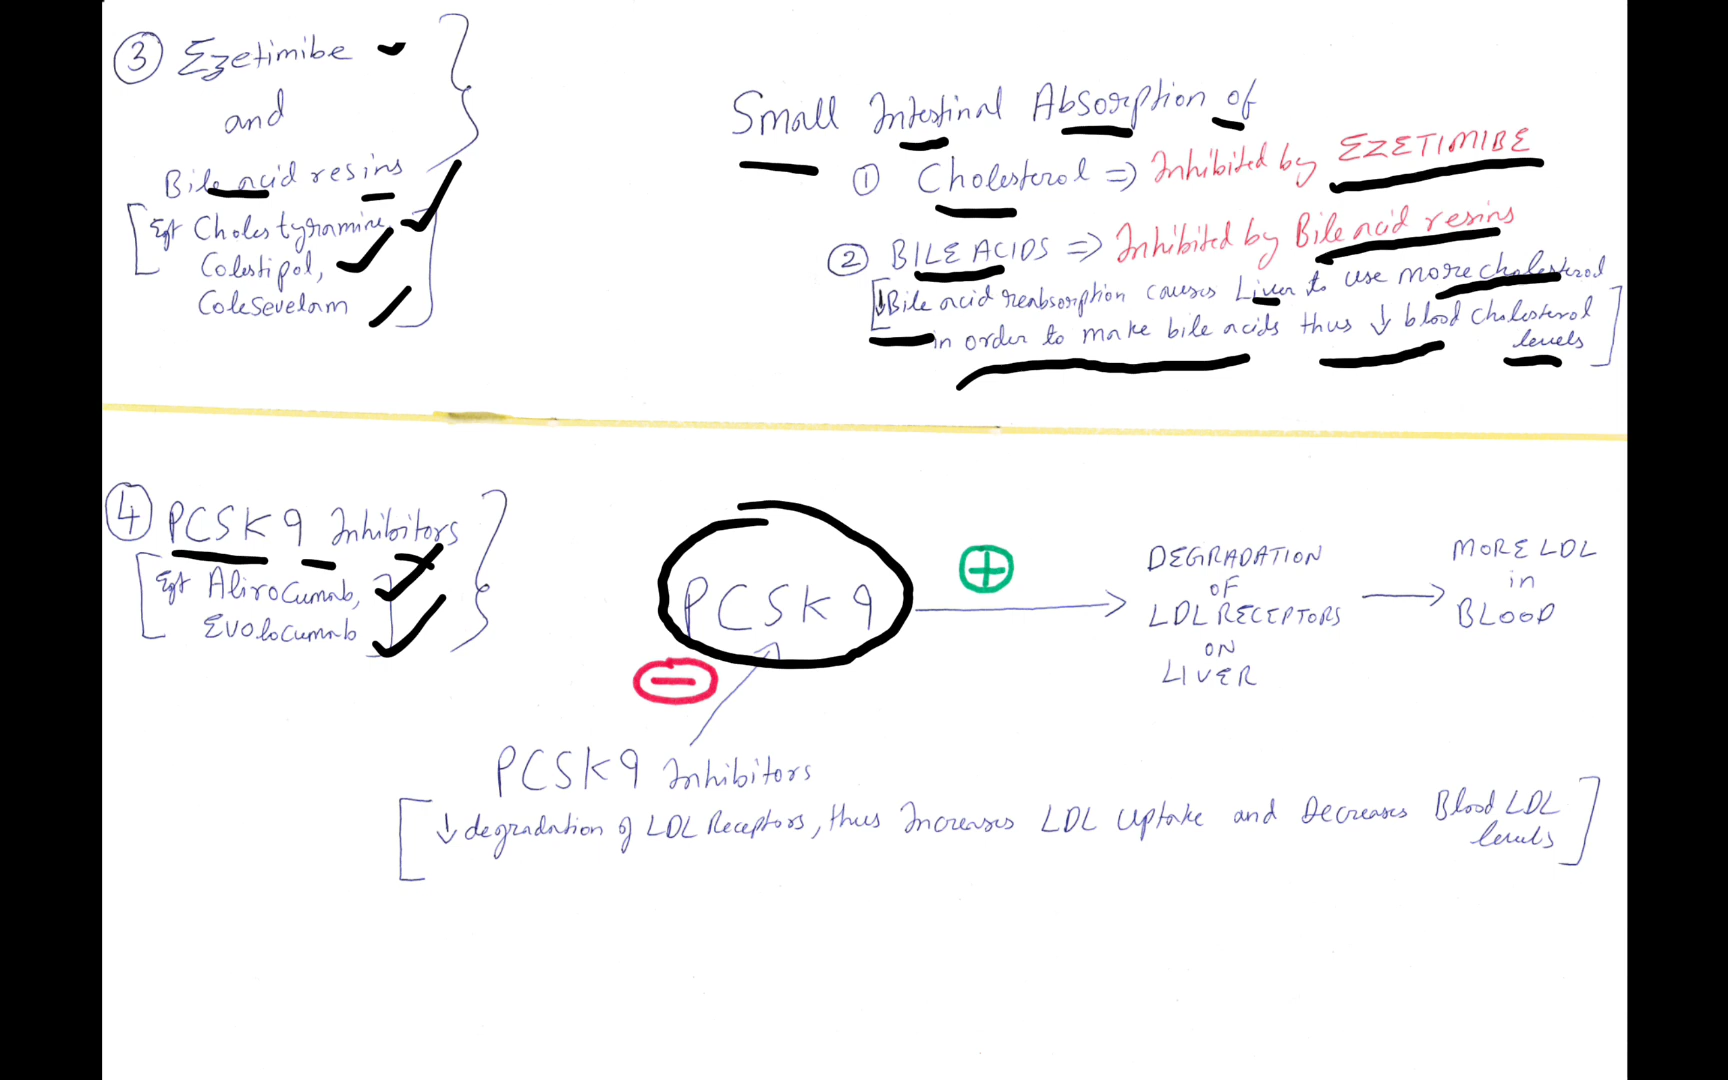 ③ Ezetimibe
and
Bile acid resins
[Eg: Cholestyramine,
Colestipol,
Colesevelam]
Small Intestinal Absorption of
① Cholesterol => Inhibited by EZETIMIBE
② BILE ACIDS => Inhibited by Bile acid resins
[↓Bile acid reabsorption causes Liver to use more cholesterol
in order to make bile acids thus ↓ blood cholesterol
levels]
④ PCSK9 Inhibitors
[Eg: Alirocumab,
Evolocumab]
PCSK9
+
DEGRADATION
OF
LDL RECEPTORS
ON
LIVER
MORE LDL
in
BLOOD
−
PCSK9 Inhibitors
[↓ degradation of LDL Receptors, thus Increases LDL Uptake and Decreases Blood LDL
levels]